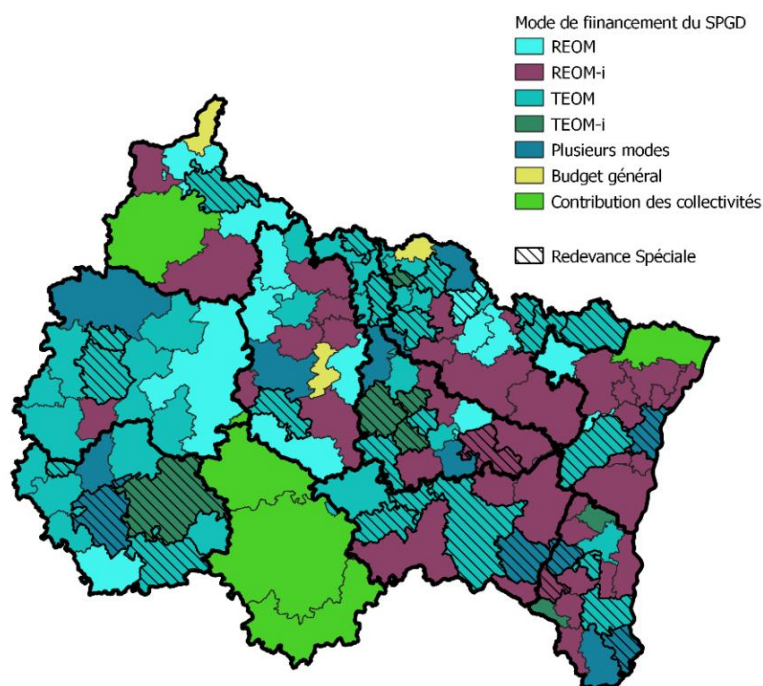 Mode de fiinancement du SPGD
REOM
REOM-i
TEOM
TEOM-i
Plusieurs modes
Budget général
Contribution des collectivités
Redevance Spéciale